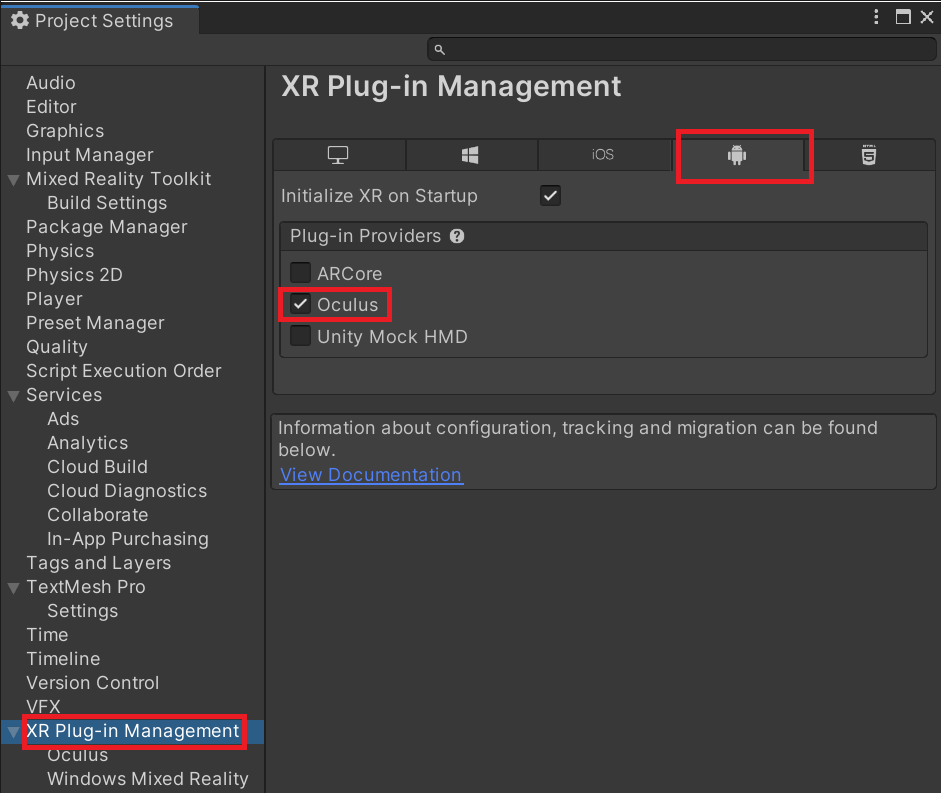 Project Settings
Audio
Editor
Graphics
Input Manager
Mixed Reality Toolkit
Build Settings
Package Manager
Physics
Physics 2D
Player
Preset Manager
Quality
Script Execution Order
Services
Ads
Analytics
Cloud Build
Cloud Diagnostics
Collaborate
In-App Purchasing
Tags and Layers
TextMesh Pro
Settings
Time
Timeline
Version Control
VFX
XR Plug-in Management
Oculus
Windows Mixed Reality
XR Plug-in Management
iOS
HTML 5
Initialize XR on Startup
Plug-in Providers ?
ARCore
Oculus
Unity Mock HMD
Information about configuration, tracking and migration can be found
below.
View Documentation